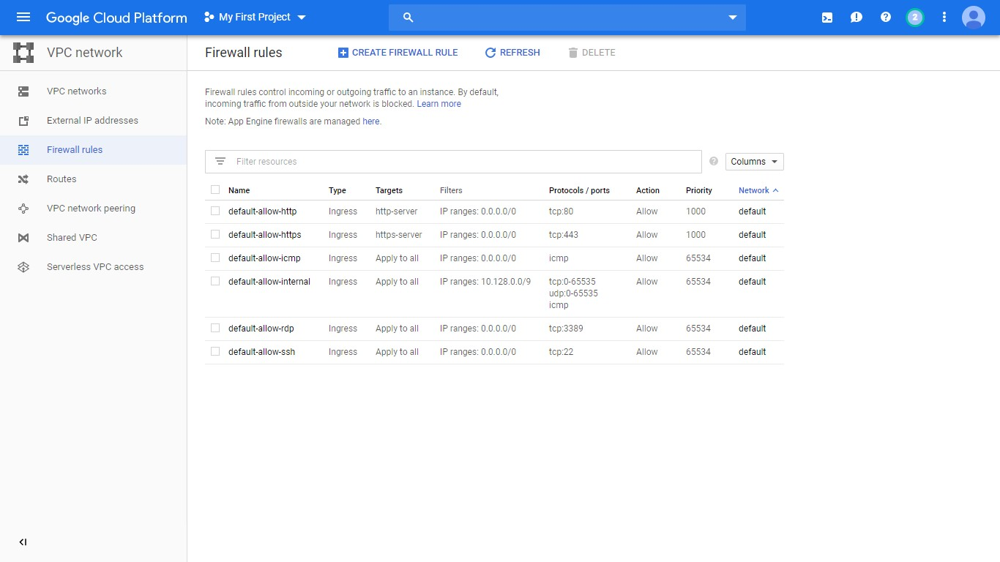 Google Cloud Platform My First Project 2
VPC network Firewall rules CREATE FIREWALL RULE REFRESH DELETE
VPC networks
External IP addresses
Firewall rules
Routes
VPC network peering
Shared VPC
Serverless VPC access
Firewall rules control incoming or outgoing traffic to an instance. By default,
incoming traffic from outside your network is blocked. Learn more
Note: App Engine firewalls are managed here.
Filter resources Columns
Name Type Targets Filters Protocols / ports Action Priority Network
default-allow-http Ingress http-server IP ranges: 0.0.0.0/0 tcp:80 Allow 1000 default
default-allow-https Ingress https-server IP ranges: 0.0.0.0/0 tcp:443 Allow 1000 default
default-allow-icmp Ingress Apply to all IP ranges: 0.0.0.0/0 icmp Allow 65534 default
default-allow-internal Ingress Apply to all IP ranges: 10.128.0.0/9 tcp:0-65535 Allow 65534 default
udp:0-65535
icmp
default-allow-rdp Ingress Apply to all IP ranges: 0.0.0.0/0 tcp:3389 Allow 65534 default
default-allow-ssh Ingress Apply to all IP ranges: 0.0.0.0/0 tcp:22 Allow 65534 default